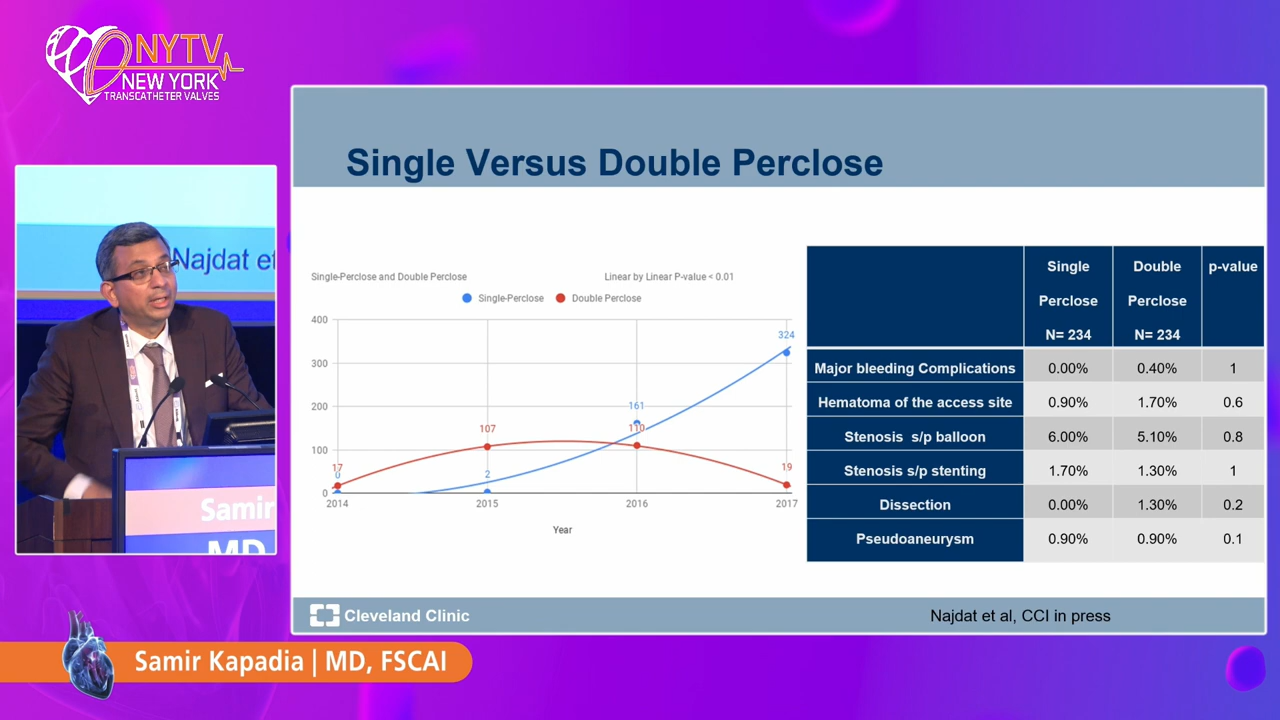 NYTV
NEW YORK
TRANSCATHETER VALVES
Single Versus Double Perclose
Najdat et
Samir
MD
Single-Perclose and Double Perclose
Linear by Linear P-value < 0.01
Single-Perclose
Double Perclose
400
300
200
100
0
17
0
107
2
161
110
324
19
2014
2015
2016
2017
Year
Single Perclose N= 234
Double Perclose N= 234
p-value
Major bleeding Complications 0.00% 0.40% 1
Hematoma of the access site 0.90% 1.70% 0.6
Stenosis s/p balloon 6.00% 5.10% 0.8
Stenosis s/p stenting 1.70% 1.30% 1
Dissection 0.00% 1.30% 0.2
Pseudoaneurysm 0.90% 0.90% 0.1
Cleveland Clinic
Najdat et al, CCI in press
Samir Kapadia | MD, FSCAI